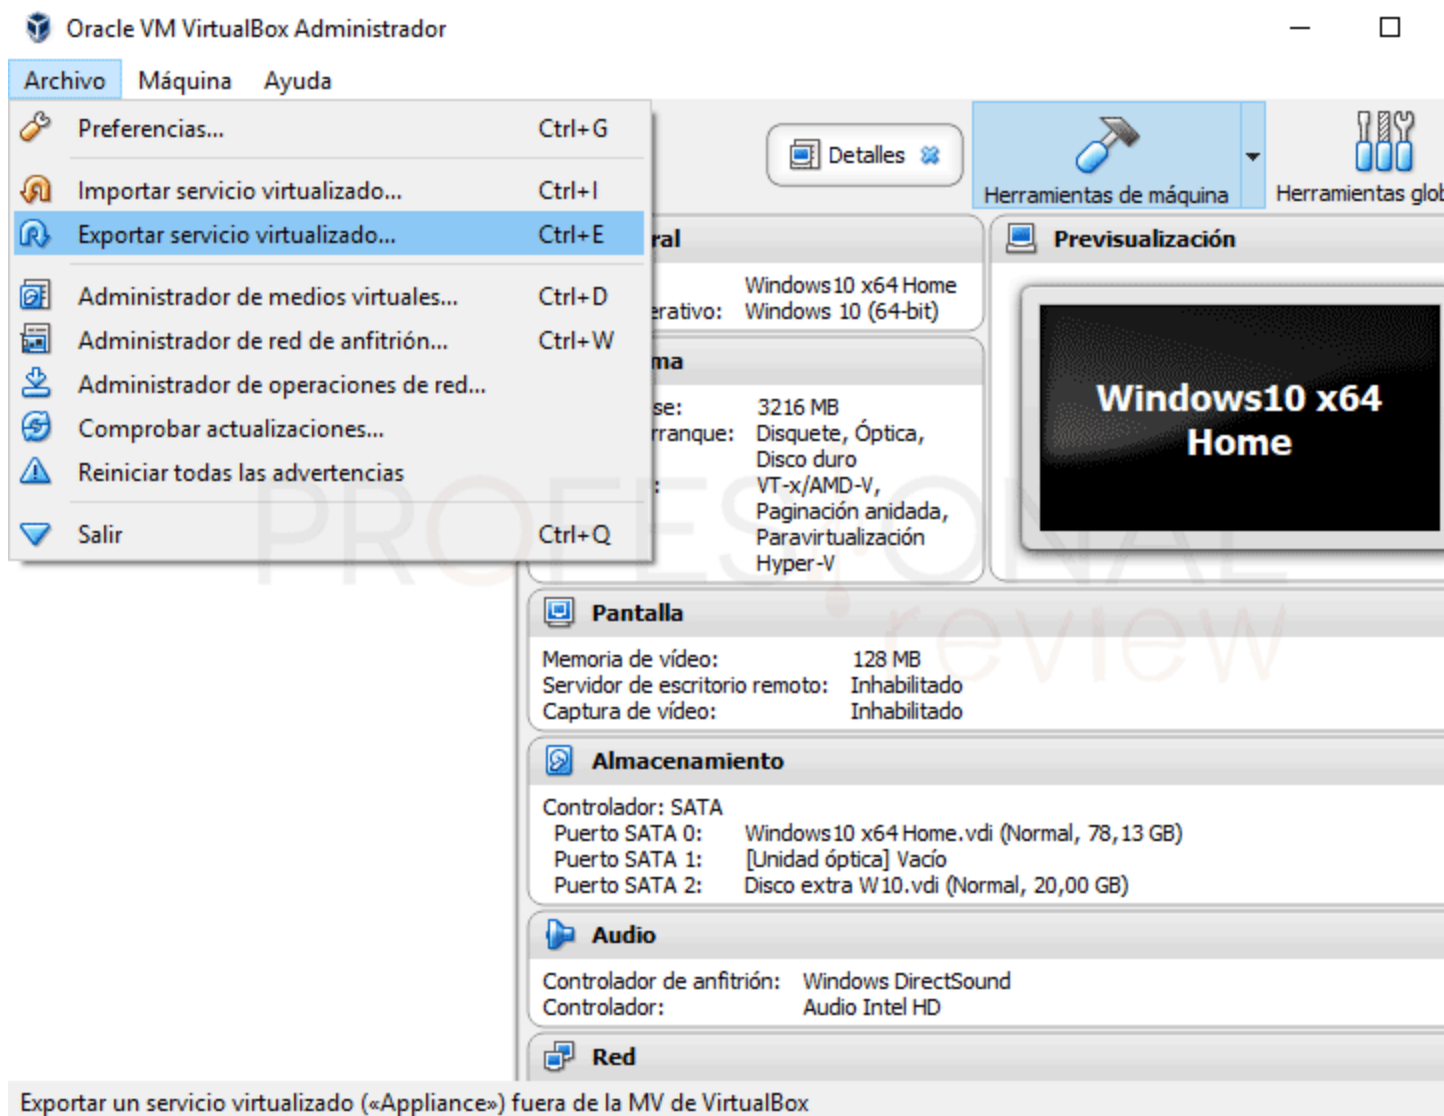 Oracle VM VirtualBox Administrador
Archivo Máquina Ayuda
Preferencias... Ctrl+G
Importar servicio virtualizado... Ctrl+I
Exportar servicio virtualizado... Ctrl+E
Administrador de medios virtuales... Ctrl+D
Administrador de red de anfitrión... Ctrl+W
Administrador de operaciones de red...
Comprobar actualizaciones...
Reiniciar todas las advertencias
Salir Ctrl+Q
Detalles
Herramientas de máquina
Herramientas glob
ral
Windows10 x64 Home
erativo: Windows 10 (64-bit)
ma
se: 3216 MB
rranque: Disquete, Óptica,
Disco duro
: VT-x/AMD-V,
Paginación anidada,
Paravirtualización
Hyper-V
Previsualización
Windows10 x64
Home
Pantalla
Memoria de vídeo: 128 MB
Servidor de escritorio remoto: Inhabilitado
Captura de vídeo: Inhabilitado
Almacenamiento
Controlador: SATA
Puerto SATA 0: Windows10 x64 Home.vdi (Normal, 78,13 GB)
Puerto SATA 1: [Unidad óptica] Vacío
Puerto SATA 2: Disco extra W10.vdi (Normal, 20,00 GB)
Audio
Controlador de anfitrión: Windows DirectSound
Controlador: Audio Intel HD
Red
Exportar un servicio virtualizado («Appliance») fuera de la MV de VirtualBox
PROFESIONAL
review